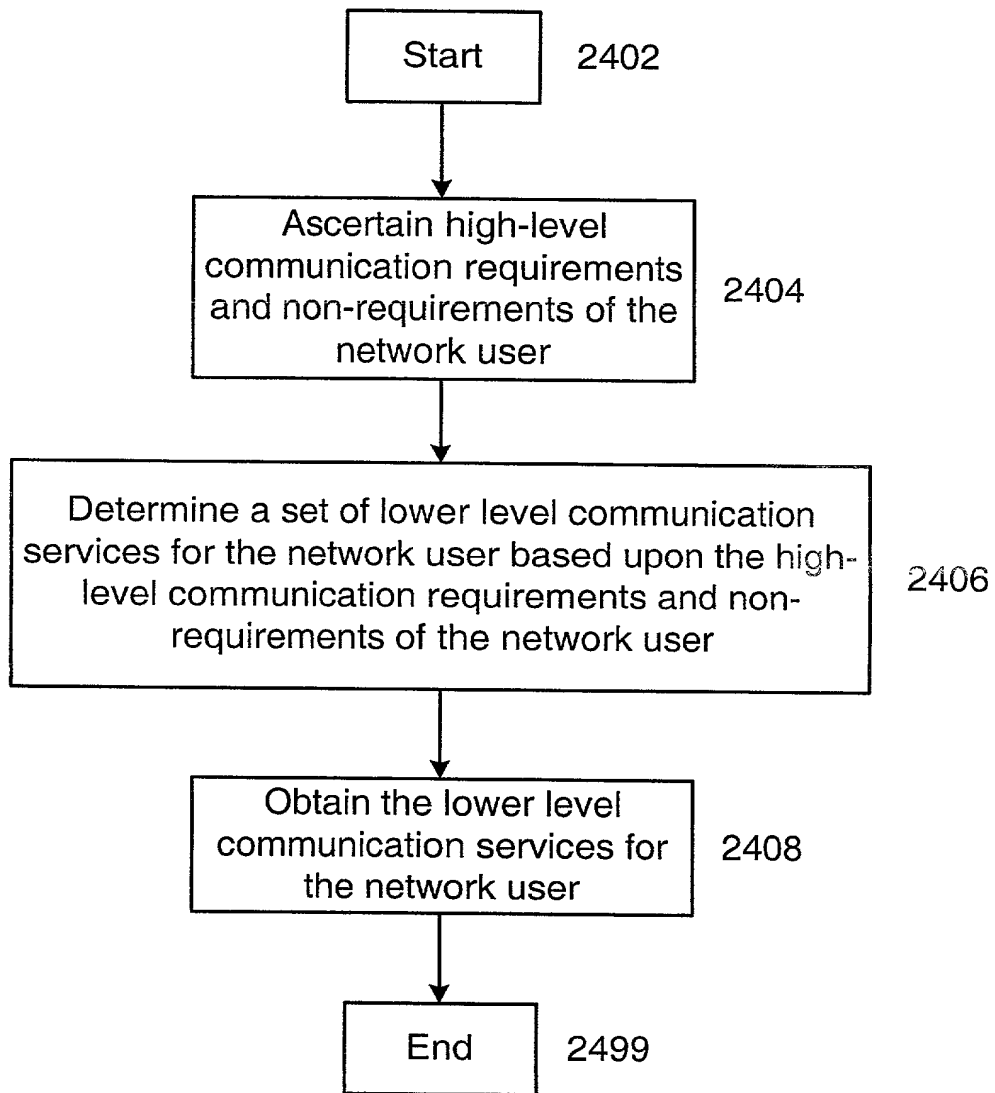 Start 2402
Ascertain high-level
communication requirements
and non-requirements of the
network user
2404
Determine a set of lower level communication
services for the network user based upon the high-
level communication requirements and non-
requirements of the network user
2406
Obtain the lower level
communication services for
the network user
2408
End 2499